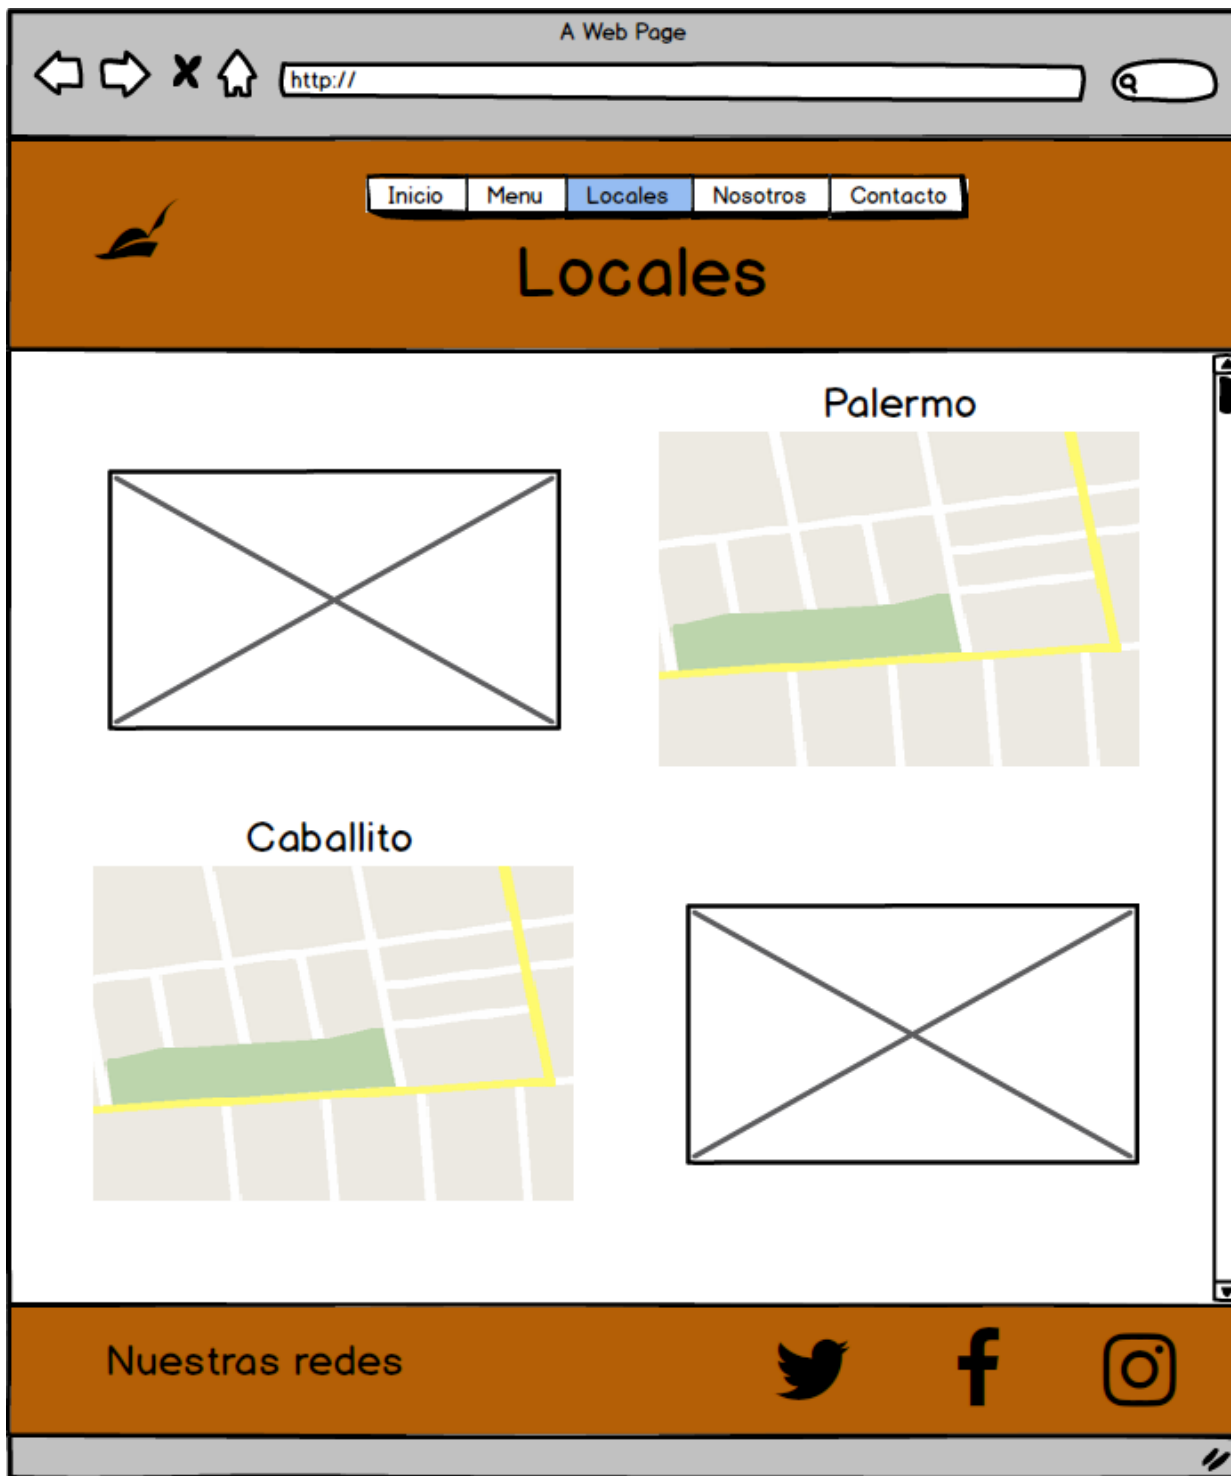 A Web Page
http://
Inicio Menu Locales Nosotros Contacto
Locales
Palermo
Caballito
Nuestras redes